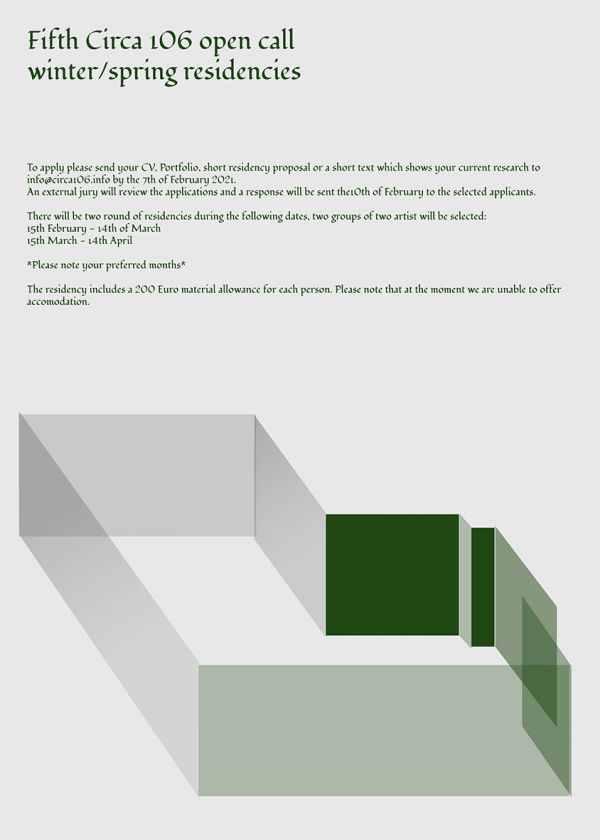 Fifth Circa 106 open call
winter/spring residencies
To apply please send your CV, Portfolio, short residency proposal or a short text which shows your current research to
info@circa106.info by the 7th of February 2021.
An external jury will review the applications and a response will be sent the10th of February to the selected applicants.
There will be two round of residencies during the following dates, two groups of two artist will be selected:
15th February - 14th of March
15th March - 14th April
*Please note your preferred months*
The residency includes a 200 Euro material allowance for each person. Please note that at the moment we are unable to offer
accomodation.